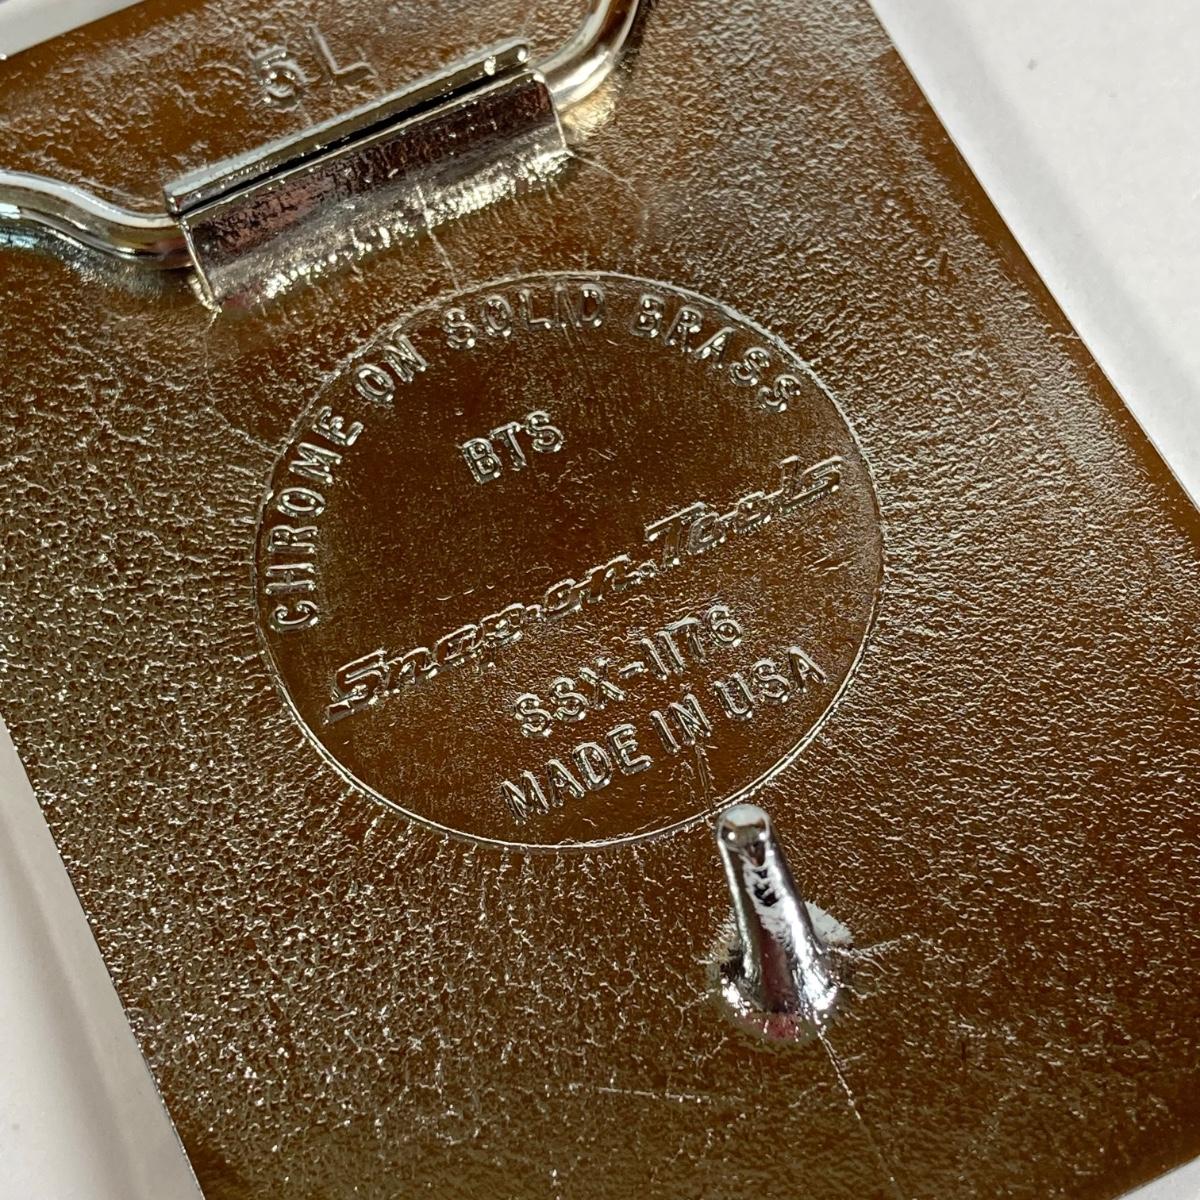 5L
CHROME ON SOLID BRASS
BTS
Snap-on Tools
SSX-1176
MADE IN USA